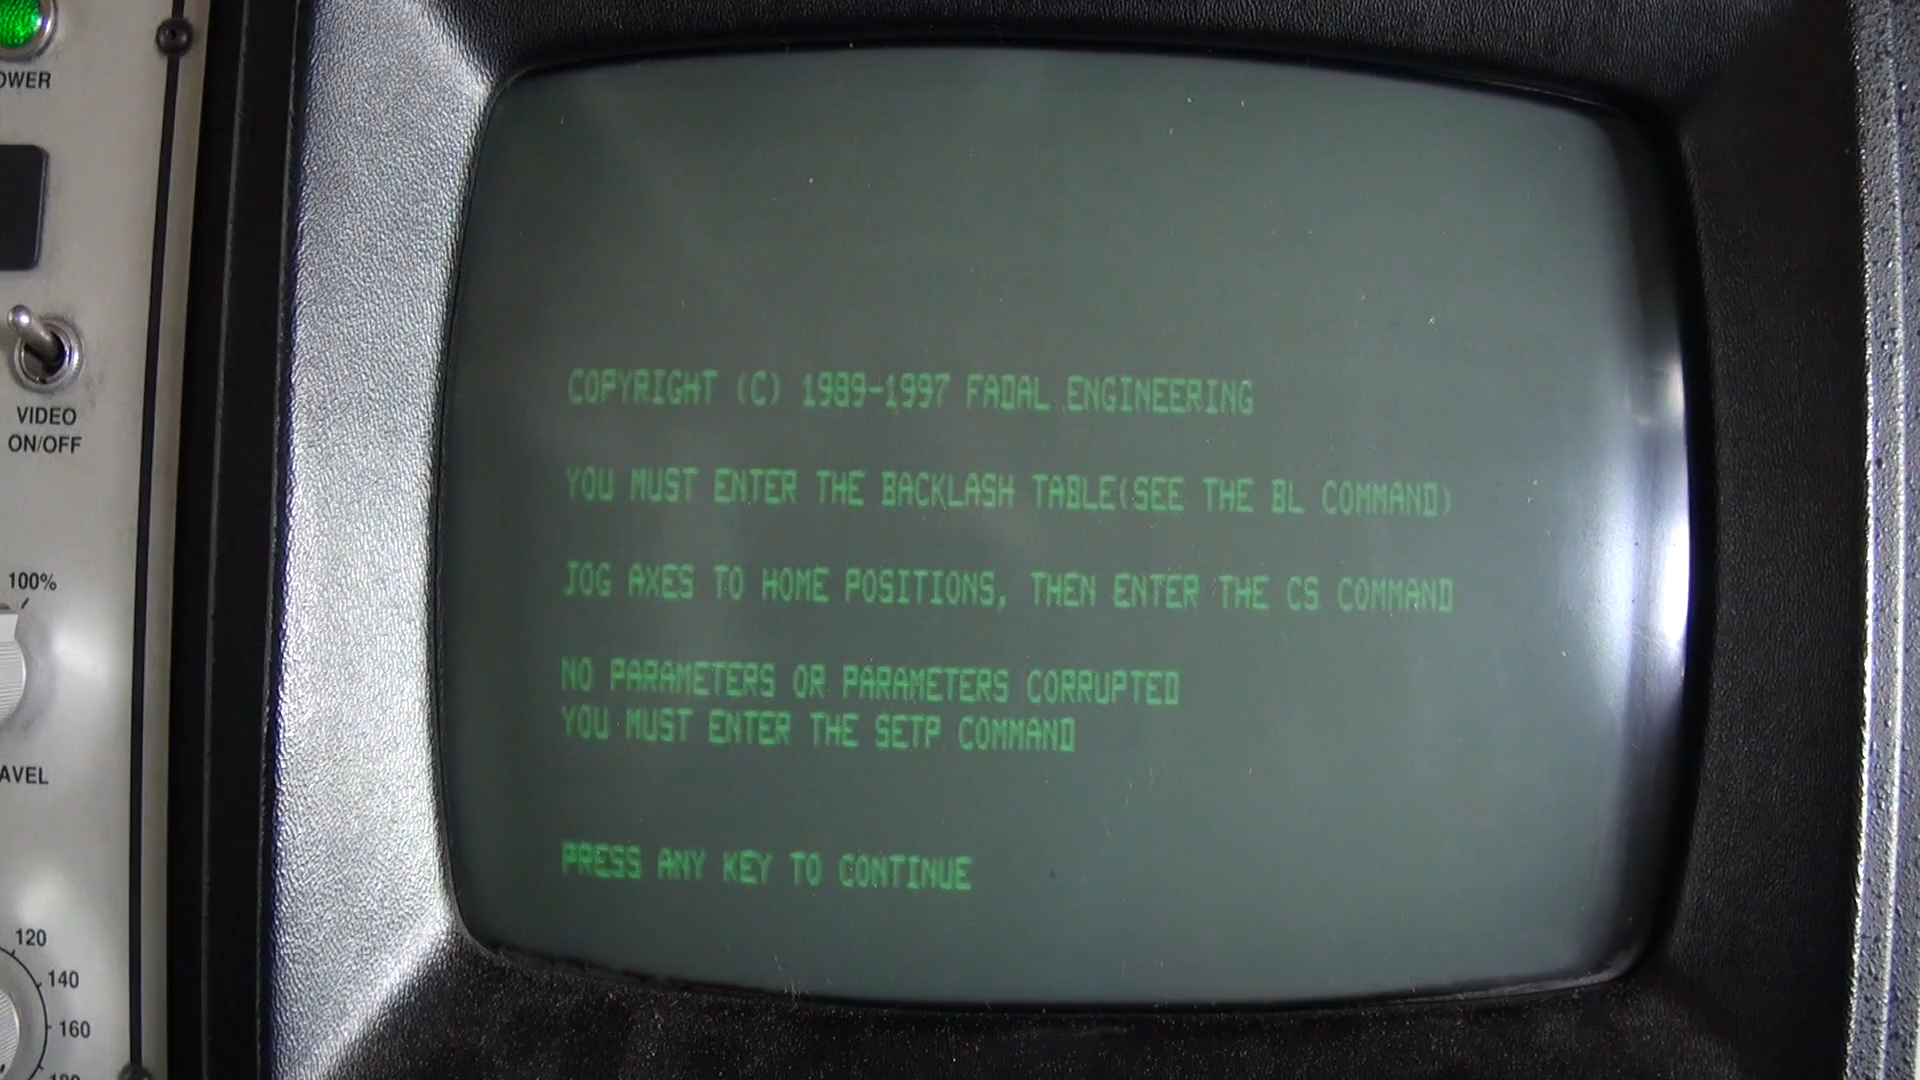 OWER
VIDEO
ON/OFF
100%
AVEL
120
140
160
COPYRIGHT (C) 1989-1997 FADAL ENGINEERING
YOU MUST ENTER THE BACKLASH TABLE(SEE THE BL COMMAND)
JOG AXES TO HOME POSITIONS, THEN ENTER THE CS COMMAND
NO PARAMETERS OR PARAMETERS CORRUPTED
YOU MUST ENTER THE SETP COMMAND
PRESS ANY KEY TO CONTINUE